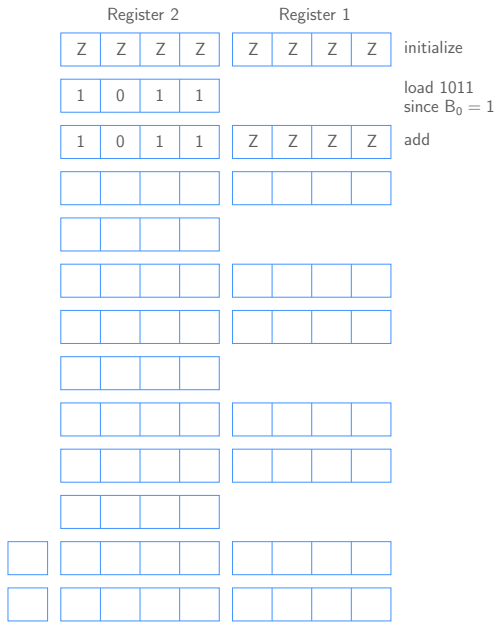 Register 2 Register 1
Z Z Z Z Z Z Z Z initialize
1 0 1 1 load 1011
since B₀ = 1
1 0 1 1 Z Z Z Z add